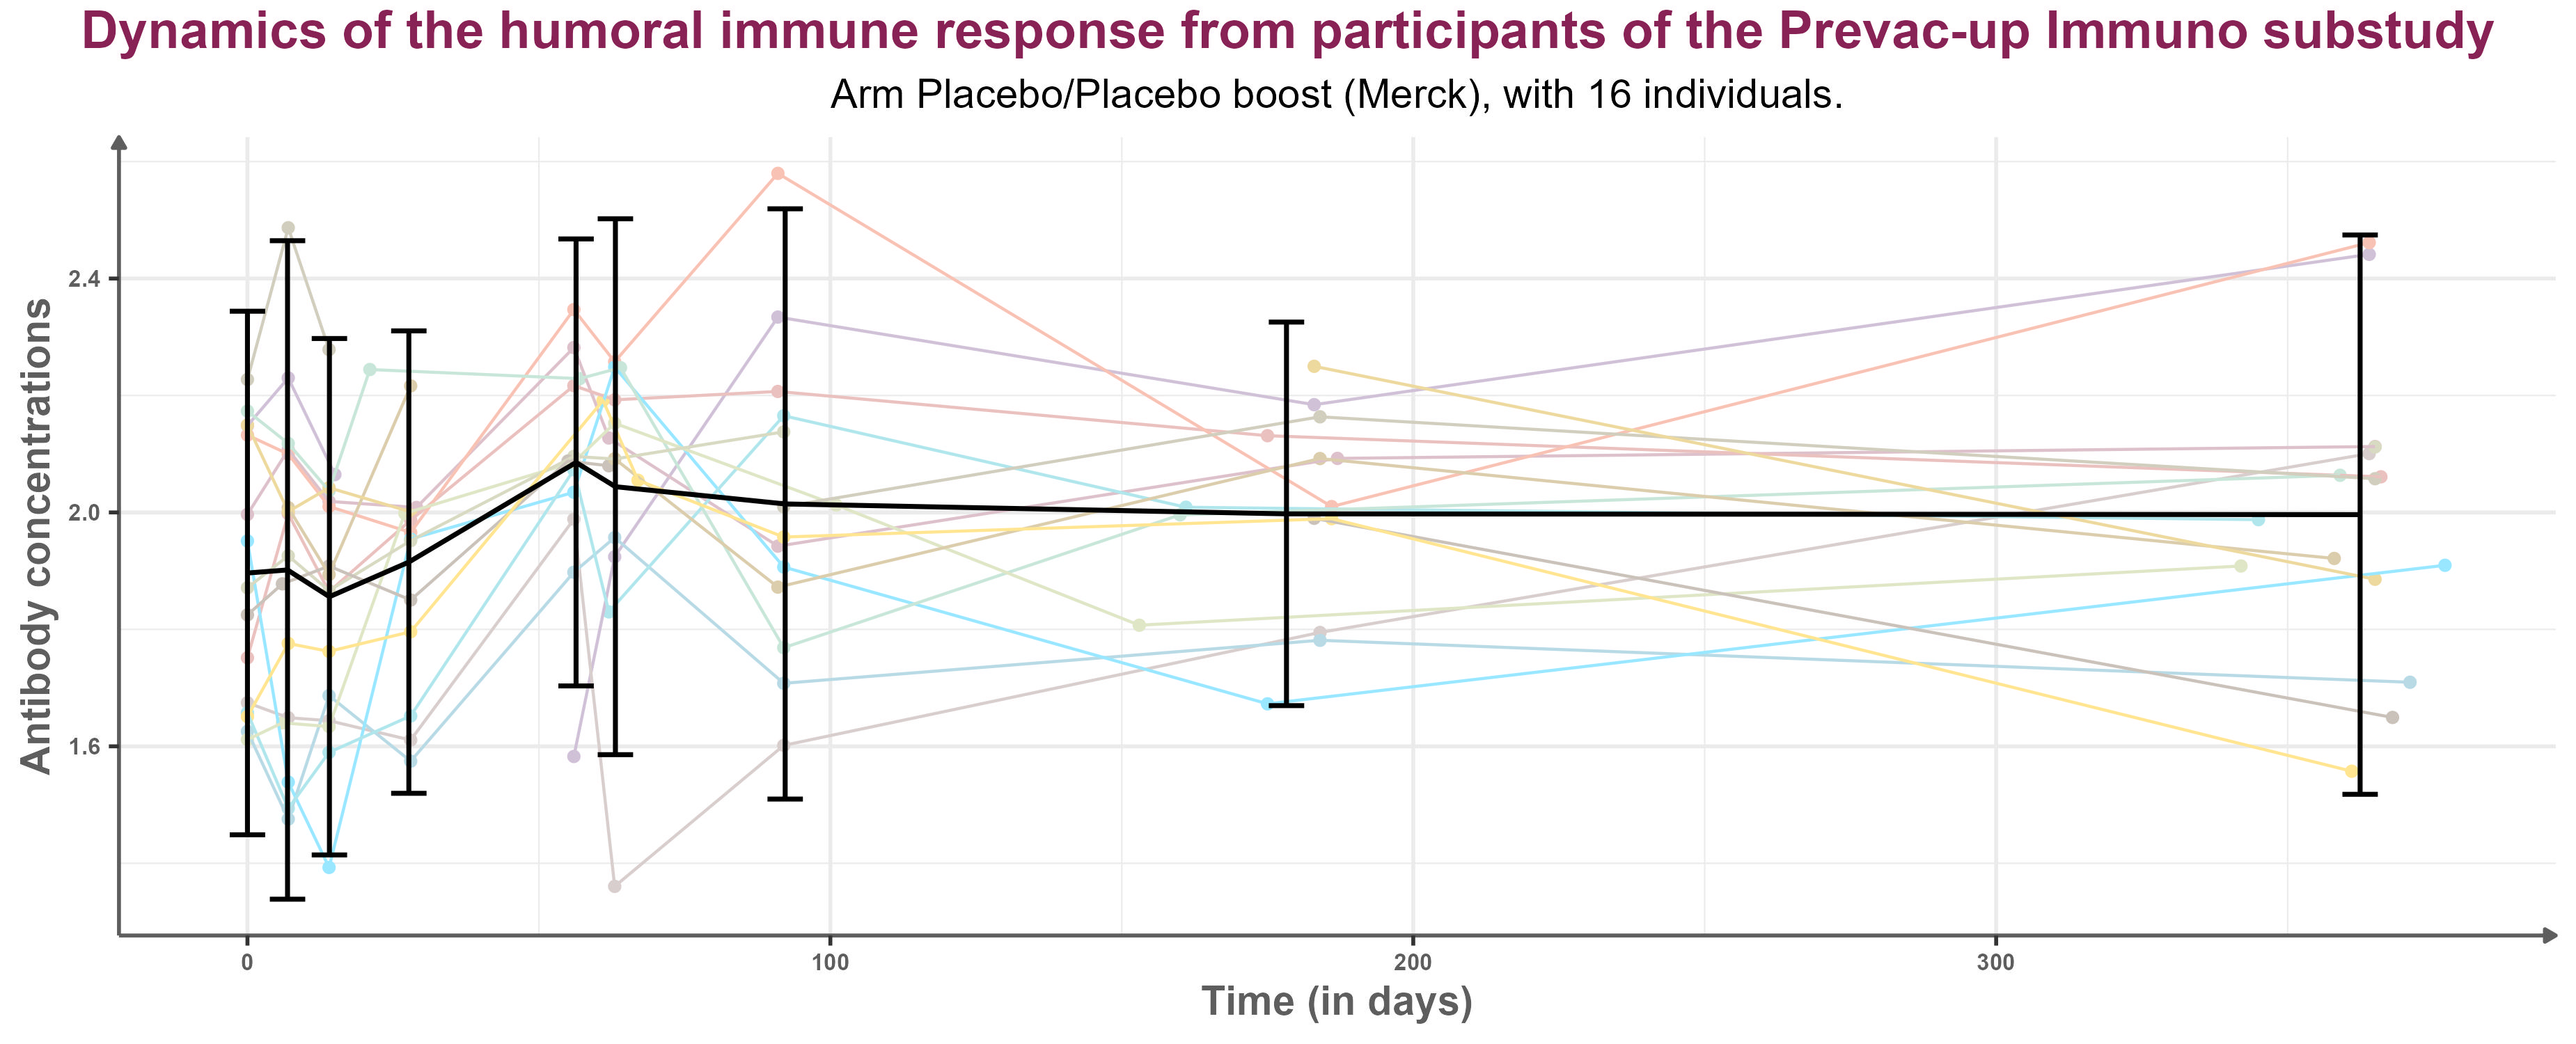 Dynamics of the humoral immune response from participants of the Prevac-up Immuno substudy
Arm Placebo/Placebo boost (Merck), with 16 individuals.
Antibody concentrations
2.4
2.0
1.6
0
100
200
300
Time (in days)